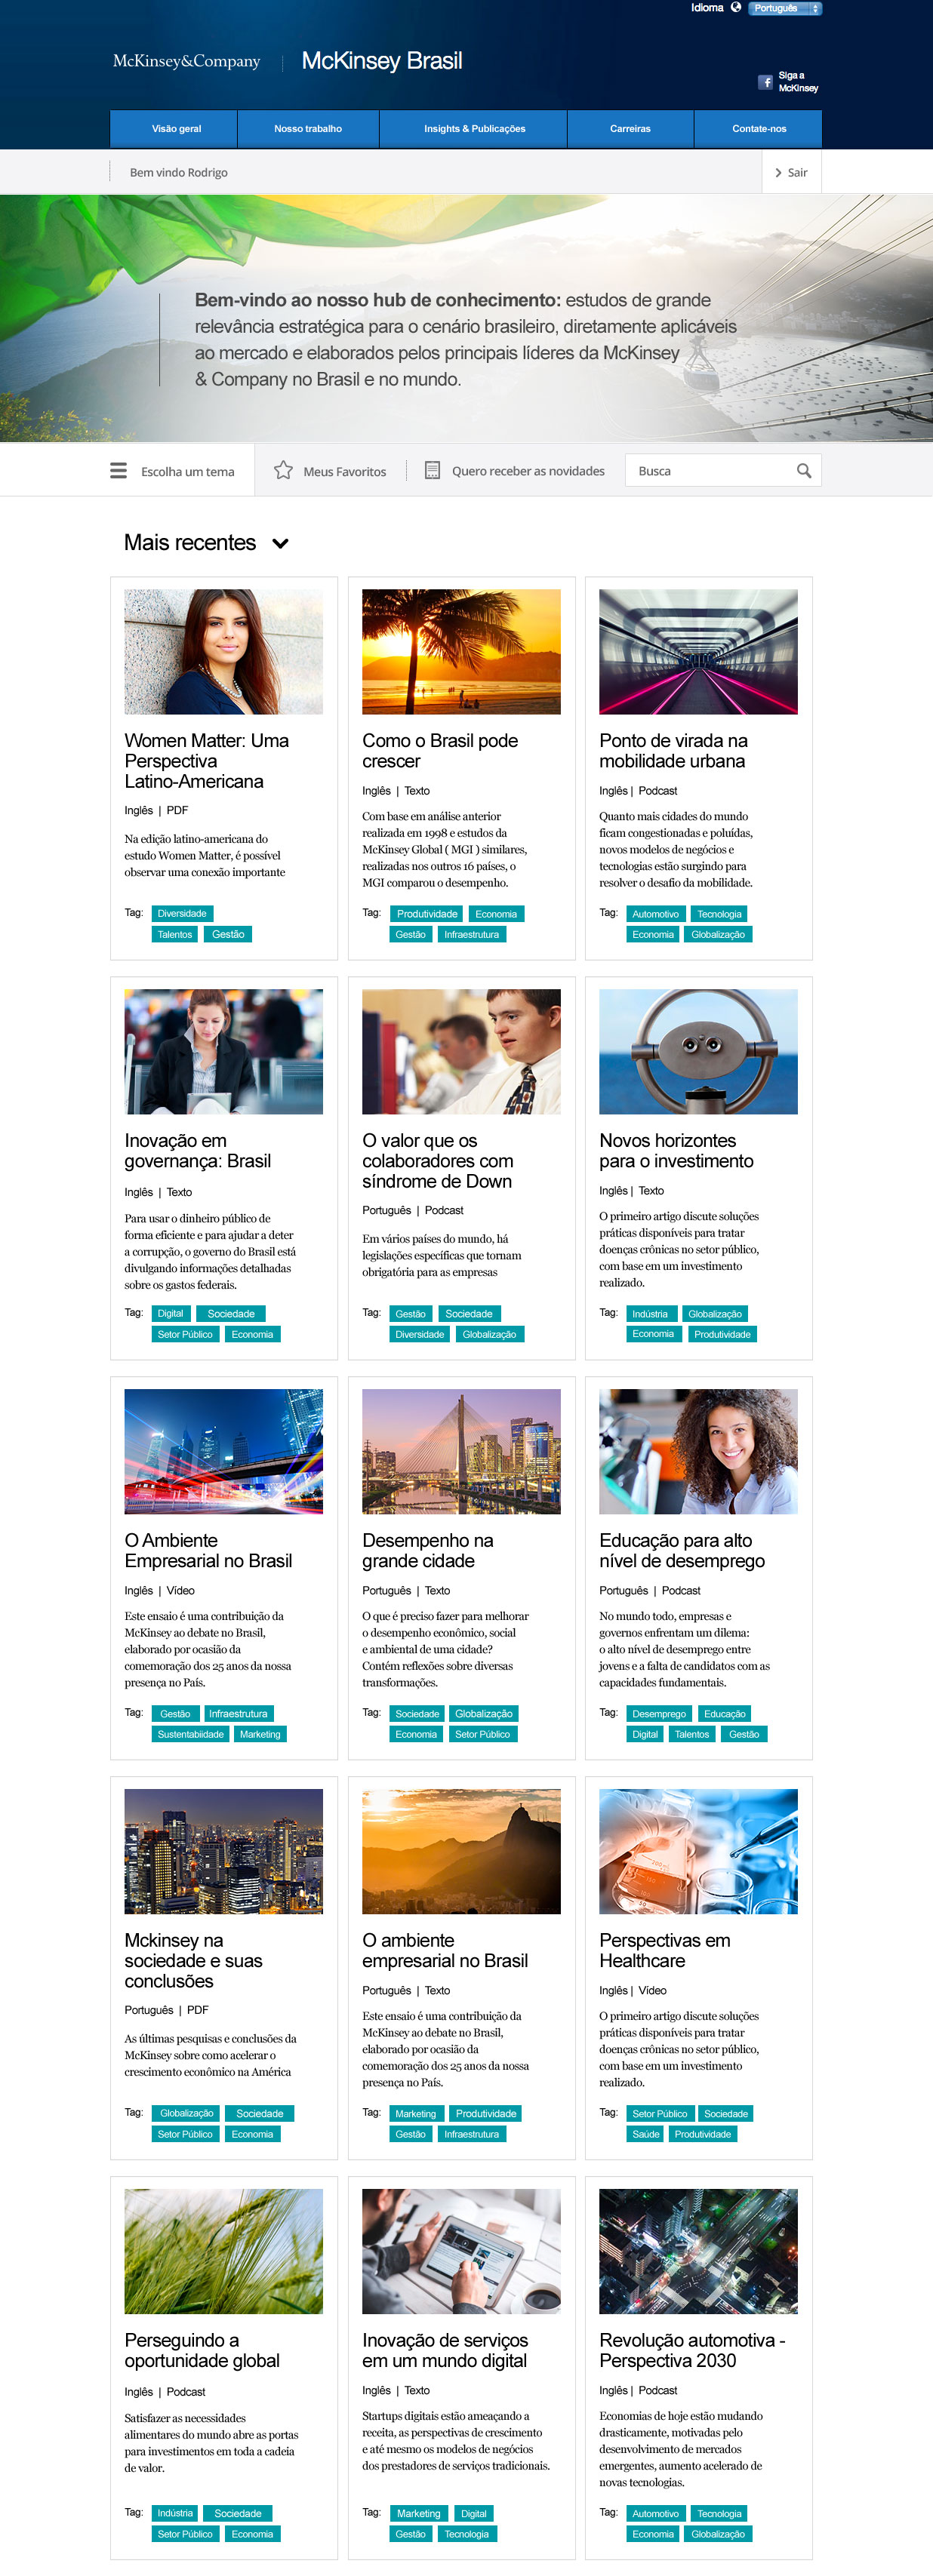 Idioma Português
McKinsey&Company McKinsey Brasil
Siga a
McKinsey
Visão geral Nosso trabalho Insights & Publicações Carreiras Contate-nos
Bem vindo Rodrigo Sair
Bem-vindo ao nosso hub de conhecimento: estudos de grande
relevância estratégica para o cenário brasileiro, diretamente aplicáveis
ao mercado e elaborados pelos principais líderes da McKinsey
& Company no Brasil e no mundo.
Escolha um tema Meus Favoritos Quero receber as novidades Busca
Mais recentes
Women Matter: Uma
Perspectiva
Latino-Americana
Inglês | PDF
Na edição latino-americana do
estudo Women Matter, é possível
observar uma conexão importante
Tag: Diversidade
Talentos Gestão
Como o Brasil pode
crescer
Inglês | Texto
Com base em análise anterior
realizada em 1998 e estudos da
McKinsey Global ( MGI ) similares,
realizadas nos outros 16 países, o
MGI comparou o desempenho.
Tag: Produtividade Economia
Gestão Infraestrutura
Ponto de virada na
mobilidade urbana
Inglês | Podcast
Quanto mais cidades do mundo
ficam congestionadas e poluídas,
novos modelos de negócios e
tecnologias estão surgindo para
resolver o desafio da mobilidade.
Tag: Automotivo Tecnologia
Economia Globalização
Inovação em
governança: Brasil
Inglês | Texto
Para usar o dinheiro público de
forma eficiente e para ajudar a deter
a corrupção, o governo do Brasil está
divulgando informações detalhadas
sobre os gastos federais.
Tag: Digital Sociedade
Setor Público Economia
O valor que os
colaboradores com
síndrome de Down
Português | Podcast
Em vários países do mundo, há
legislações específicas que tornam
obrigatória para as empresas
Tag: Gestão Sociedade
Diversidade Globalização
Novos horizontes
para o investimento
Inglês | Texto
O primeiro artigo discute soluções
práticas disponíveis para tratar
doenças crônicas no setor público,
com base em um investimento
realizado.
Tag: Indústria Globalização
Economia Produtividade
O Ambiente
Empresarial no Brasil
Inglês | Vídeo
Este ensaio é uma contribuição da
McKinsey ao debate no Brasil,
elaborado por ocasião da
comemoração dos 25 anos da nossa
presença no País.
Tag: Gestão Infraestrutura
Sustentabiidade Marketing
Desempenho na
grande cidade
Português | Texto
O que é preciso fazer para melhorar
o desempenho econômico, social
e ambiental de uma cidade?
Contém reflexões sobre diversas
transformações.
Tag: Sociedade Globalização
Economia Setor Público
Educação para alto
nível de desemprego
Português | Podcast
No mundo todo, empresas e
governos enfrentam um dilema:
o alto nível de desemprego entre
jovens e a falta de candidatos com as
capacidades fundamentais.
Tag: Desemprego Educação
Digital Talentos Gestão
Mckinsey na
sociedade e suas
conclusões
Português | PDF
As últimas pesquisas e conclusões da
McKinsey sobre como acelerar o
crescimento econômico na América
Tag: Globalização Sociedade
Setor Público Economia
O ambiente
empresarial no Brasil
Português | Texto
Este ensaio é uma contribuição da
McKinsey ao debate no Brasil,
elaborado por ocasião da
comemoração dos 25 anos da nossa
presença no País.
Tag: Marketing Produtividade
Gestão Infraestrutura
Perspectivas em
Healthcare
Inglês | Vídeo
O primeiro artigo discute soluções
práticas disponíveis para tratar
doenças crônicas no setor público,
com base em um investimento
realizado.
Tag: Setor Público Sociedade
Saúde Produtividade
Perseguindo a
oportunidade global
Inglês | Podcast
Satisfazer as necessidades
alimentares do mundo abre as portas
para investimentos em toda a cadeia
de valor.
Tag: Indústria Sociedade
Setor Público Economia
Inovação de serviços
em um mundo digital
Inglês | Texto
Startups digitais estão ameaçando a
receita, as perspectivas de crescimento
e até mesmo os modelos de negócios
dos prestadores de serviços tradicionais.
Tag: Marketing Digital
Gestão Tecnologia
Revolução automotiva -
Perspectiva 2030
Inglês | Podcast
Economias de hoje estão mudando
drasticamente, motivadas pelo
desenvolvimento de mercados
emergentes, aumento acelerado de
novas tecnologias.
Tag: Automotivo Tecnologia
Economia Globalização